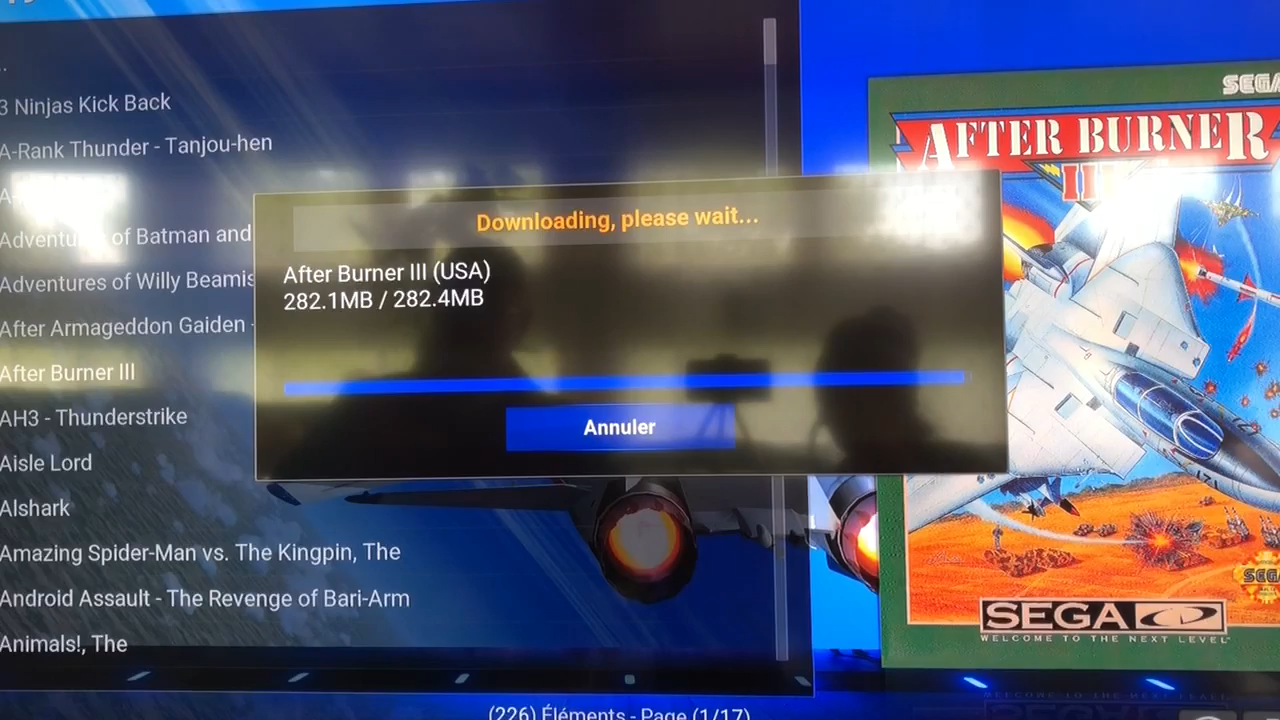 ..
3 Ninjas Kick Back
A-Rank Thunder - Tanjou-hen
Adventures of Batman and
Adventures of Willy Beamis
After Armageddon Gaiden -
After Burner III
AH3 - Thunderstrike
Aisle Lord
Alshark
Amazing Spider-Man vs. The Kingpin, The
Android Assault - The Revenge of Bari-Arm
Animals!, The
(226) Éléments - Page (1/17)
Downloading, please wait...
After Burner III (USA)
282.1MB / 282.4MB
Annuler
SEGA
AFTER BURNER
III
SEGA
SEGA CD
WELCOME TO THE NEXT LEVEL